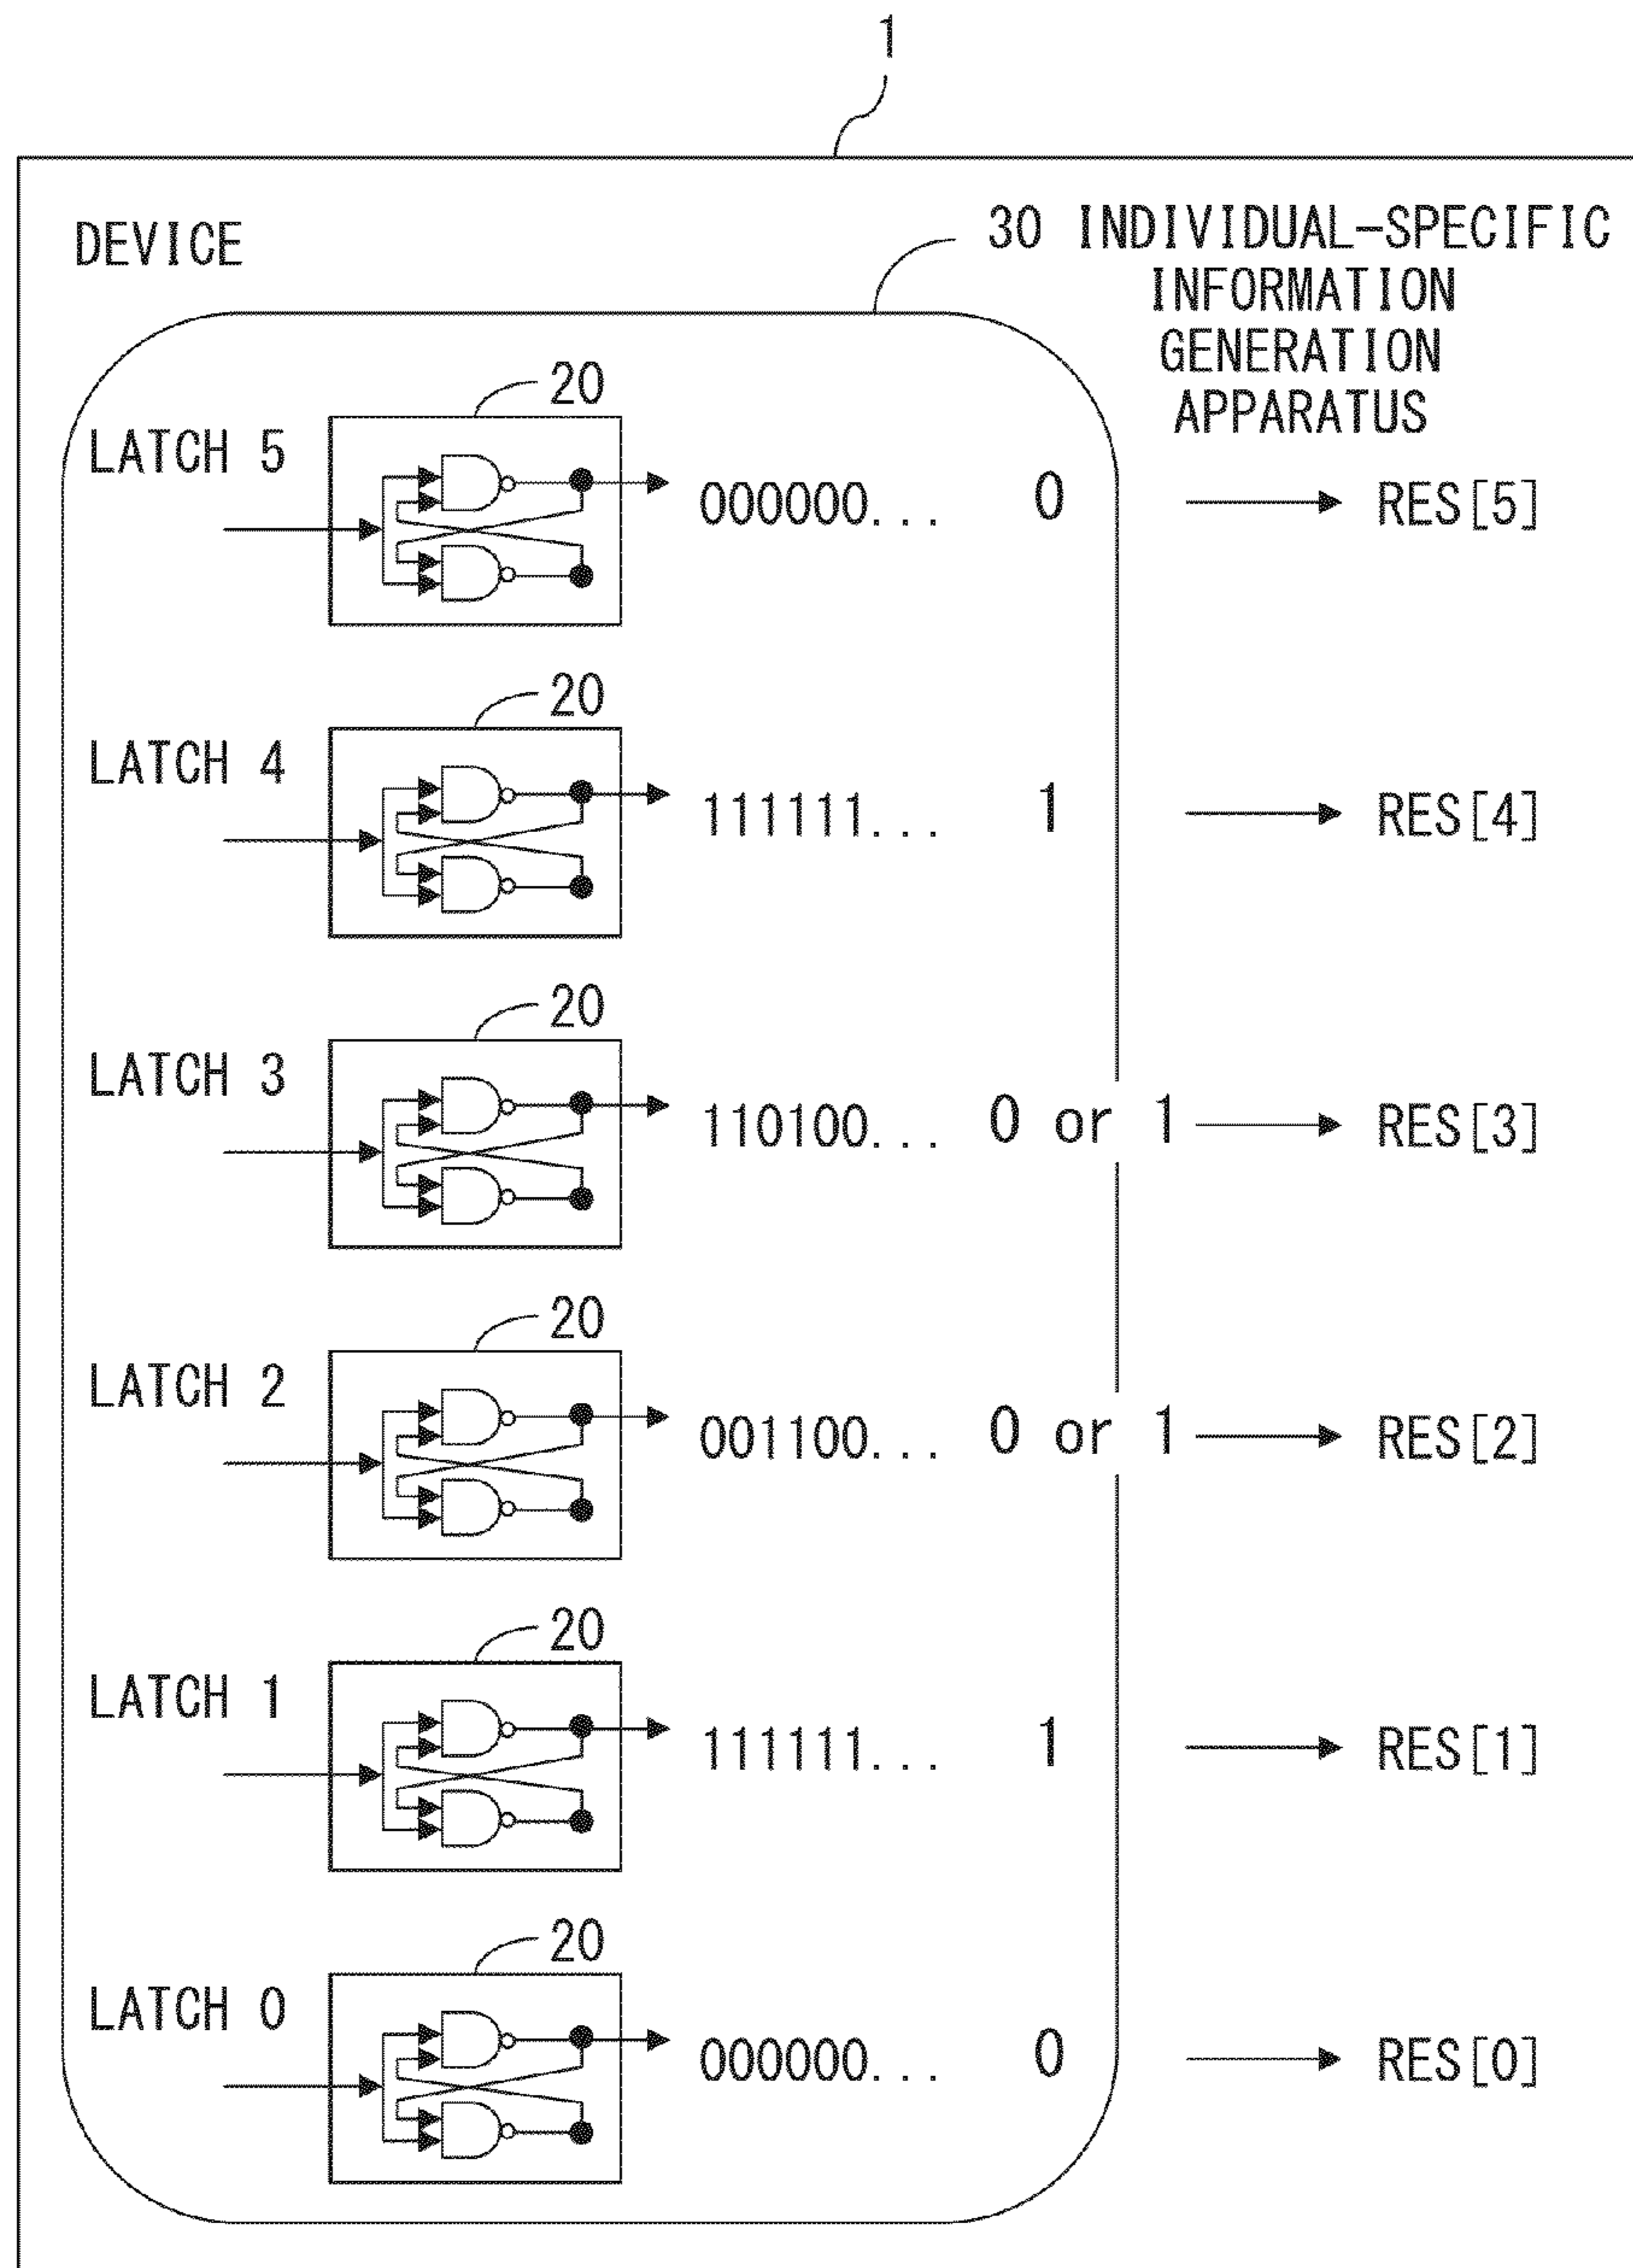 1
DEVICE
30 INDIVIDUAL-SPECIFIC
INFORMATION
GENERATION
APPARATUS
20
LATCH 5
000000... 0 RES[5]
20
LATCH 4
111111... 1 RES[4]
20
LATCH 3
110100... 0 or 1 RES[3]
20
LATCH 2
001100... 0 or 1 RES[2]
20
LATCH 1
111111... 1 RES[1]
20
LATCH 0
000000... 0 RES[0]